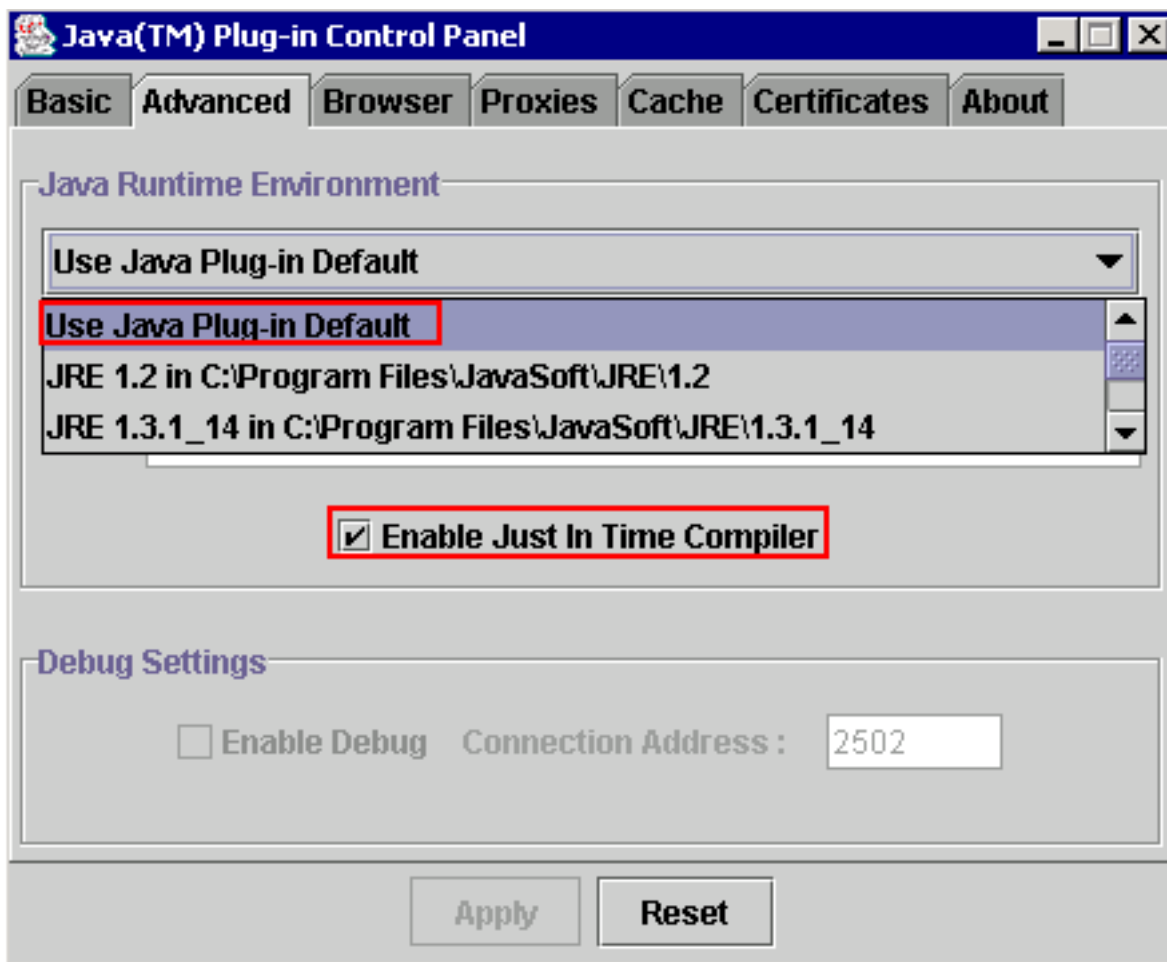 Java(TM) Plug-in Control Panel
Basic Advanced Browser Proxies Cache Certificates About
Java Runtime Environment
Use Java Plug-in Default
Use Java Plug-in Default
JRE 1.2 in C:\Program Files\JavaSoft\JRE\1.2
JRE 1.3.1_14 in C:\Program Files\JavaSoft\JRE\1.3.1_14
Enable Just In Time Compiler
Debug Settings
Enable Debug Connection Address : 2502
Apply Reset